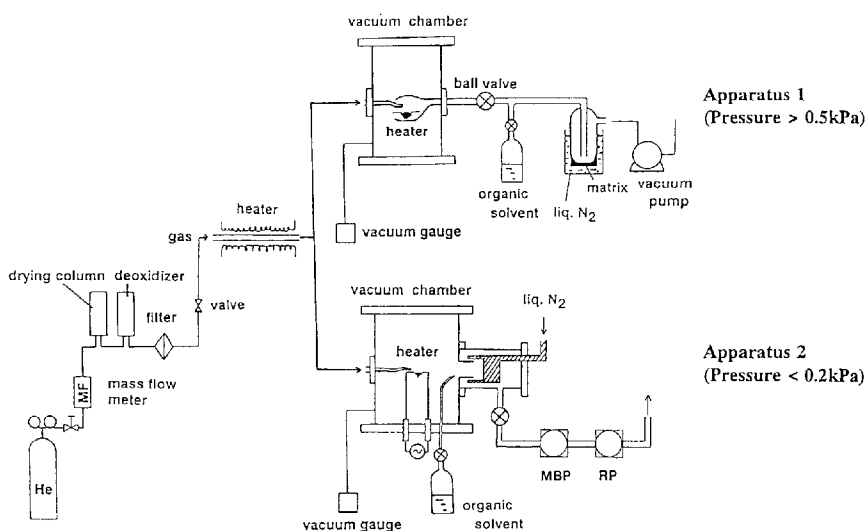 vacuum chamber
ball valve
heater
Apparatus 1
(Pressure > 0.5kPa)
organic
solvent
matrix
liq. N2
vacuum
pump
heater
gas
vacuum gauge
drying column
deoxidizer
filter
valve
MF
mass flow
meter
He
vacuum chamber
liq. N2
heater
Apparatus 2
(Pressure < 0.2kPa)
MBP
RP
organic
solvent
vacuum gauge